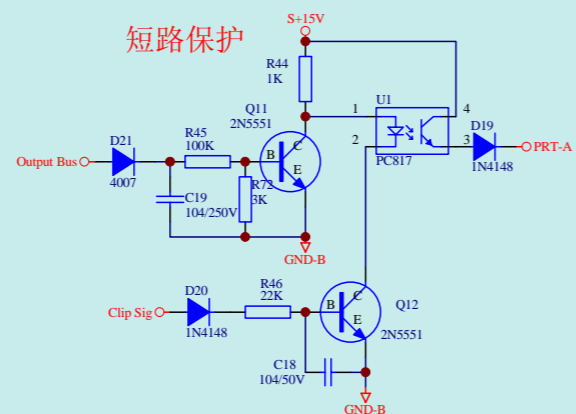 短路保护
S+15V
R44
1K
Q11
2N5551
U1
1
4
2
3
PC817
D19
1N4148
PRT-A
D21
4007
Output Bus
R45
100K
B
C
E
C19
104/250V
R72
3K
GND-B
D20
1N4148
Clip Sig
R46
22K
B
C
E
Q12
2N5551
C18
104/50V
GND-B